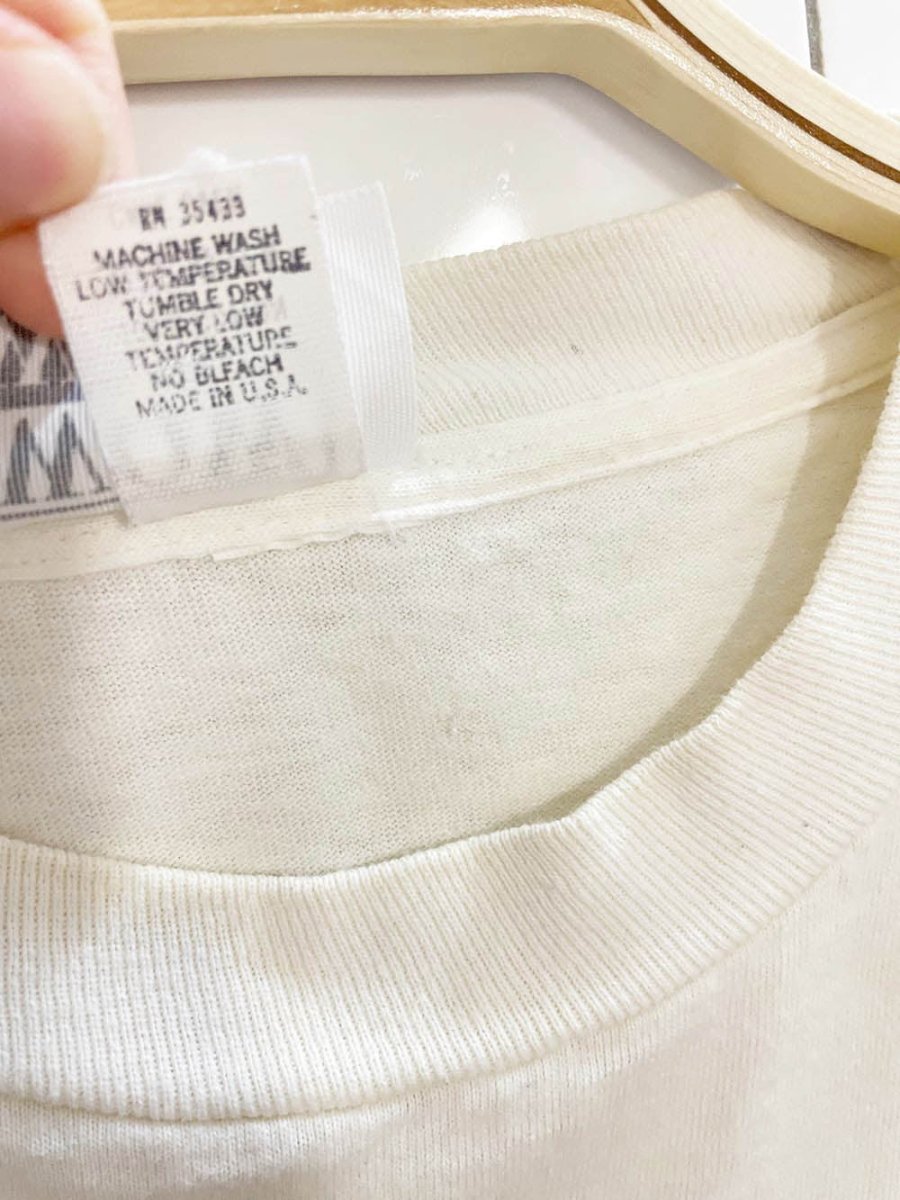 RN 35433
MACHINE WASH
LOW TEMPERATURE
TUMBLE DRY
VERY LOW
TEMPERATURE
NO BLEACH
MADE IN U.S.A.
M